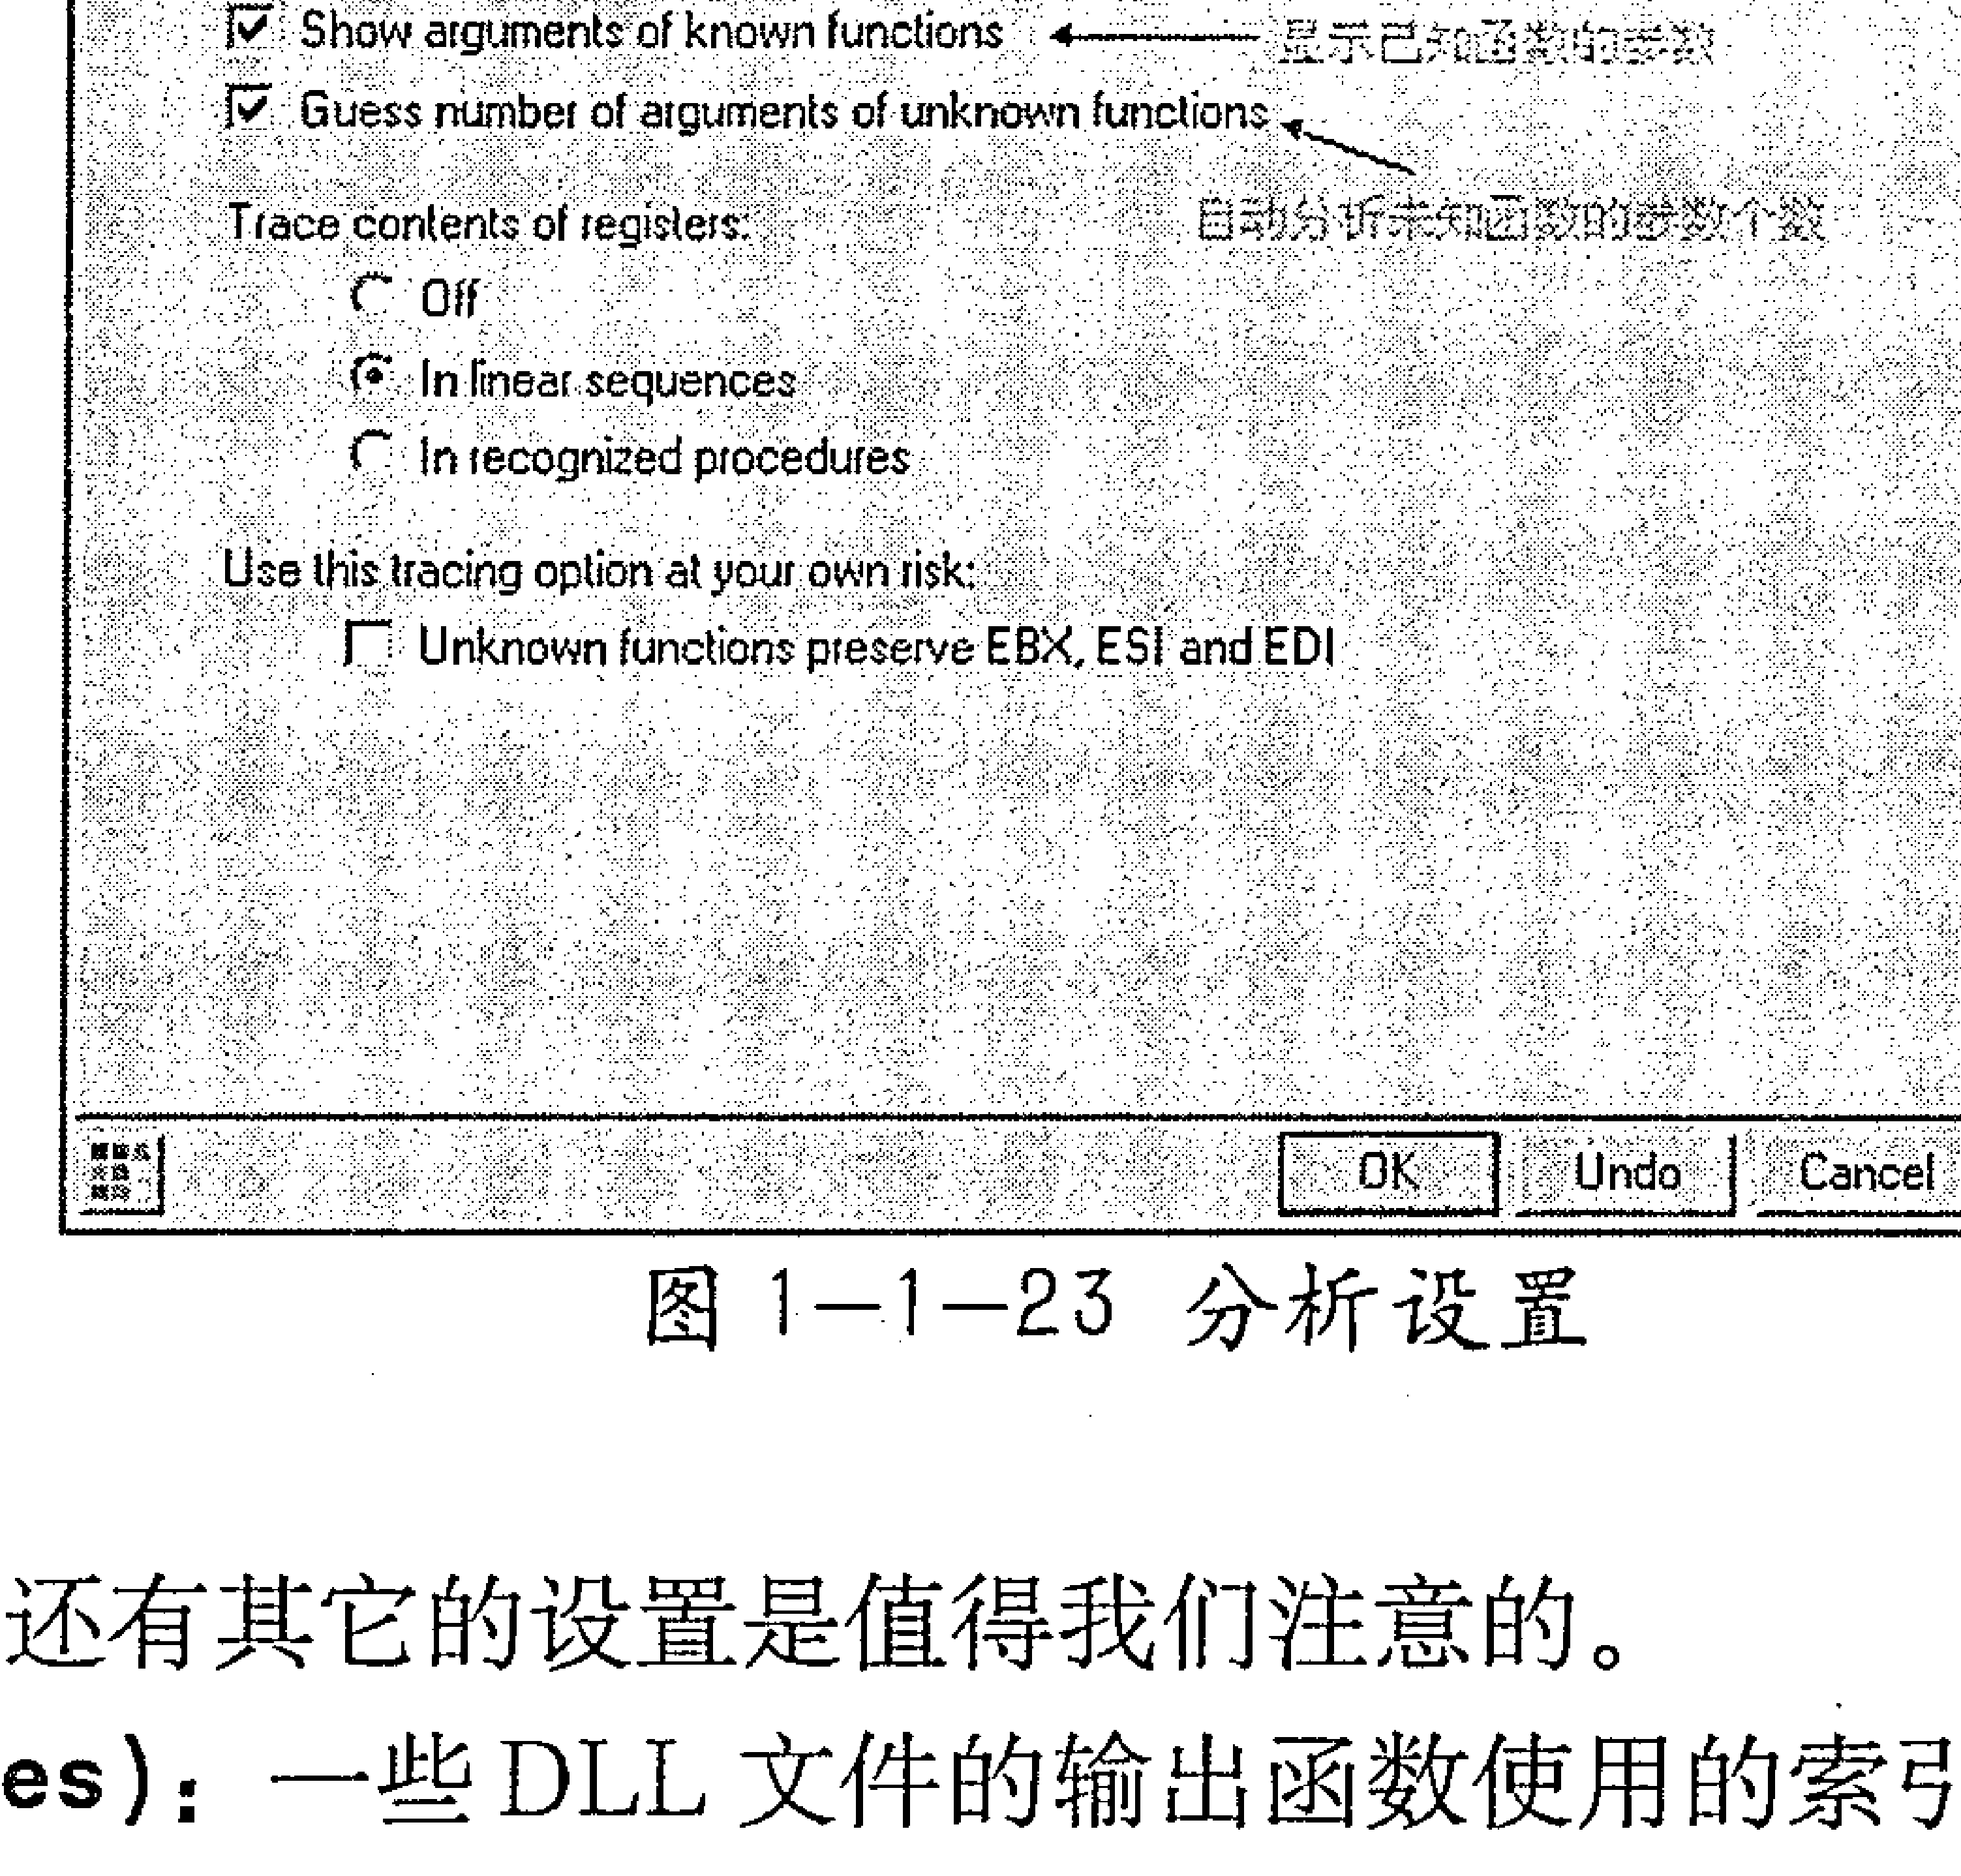 Show arguments of known functions 显示已知函数的参数
Guess number of arguments of unknown functions
Trace contents of registers: 自动分析未知函数的参数个数
Off
In linear sequences
In recognized procedures
Use this tracing option at your own risk:
Unknown functions preserve EBX, ESI and EDI
OK Undo Cancel
图 1-1-23 分析设置
还有其它的设置是值得我们注意的。
es)：一些 DLL 文件的输出函数使用的索引